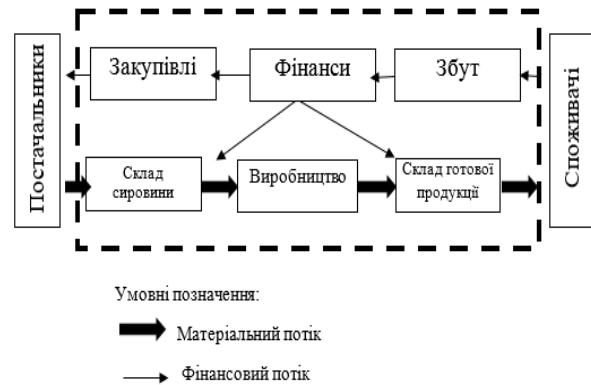 Постачальники
Закупівлі
Фінанси
Збут
Споживачі
Склад
сировини
Виробництво
Склад готової
продукції
Умовні позначення:
Матеріальний потік
Фінансовий потік